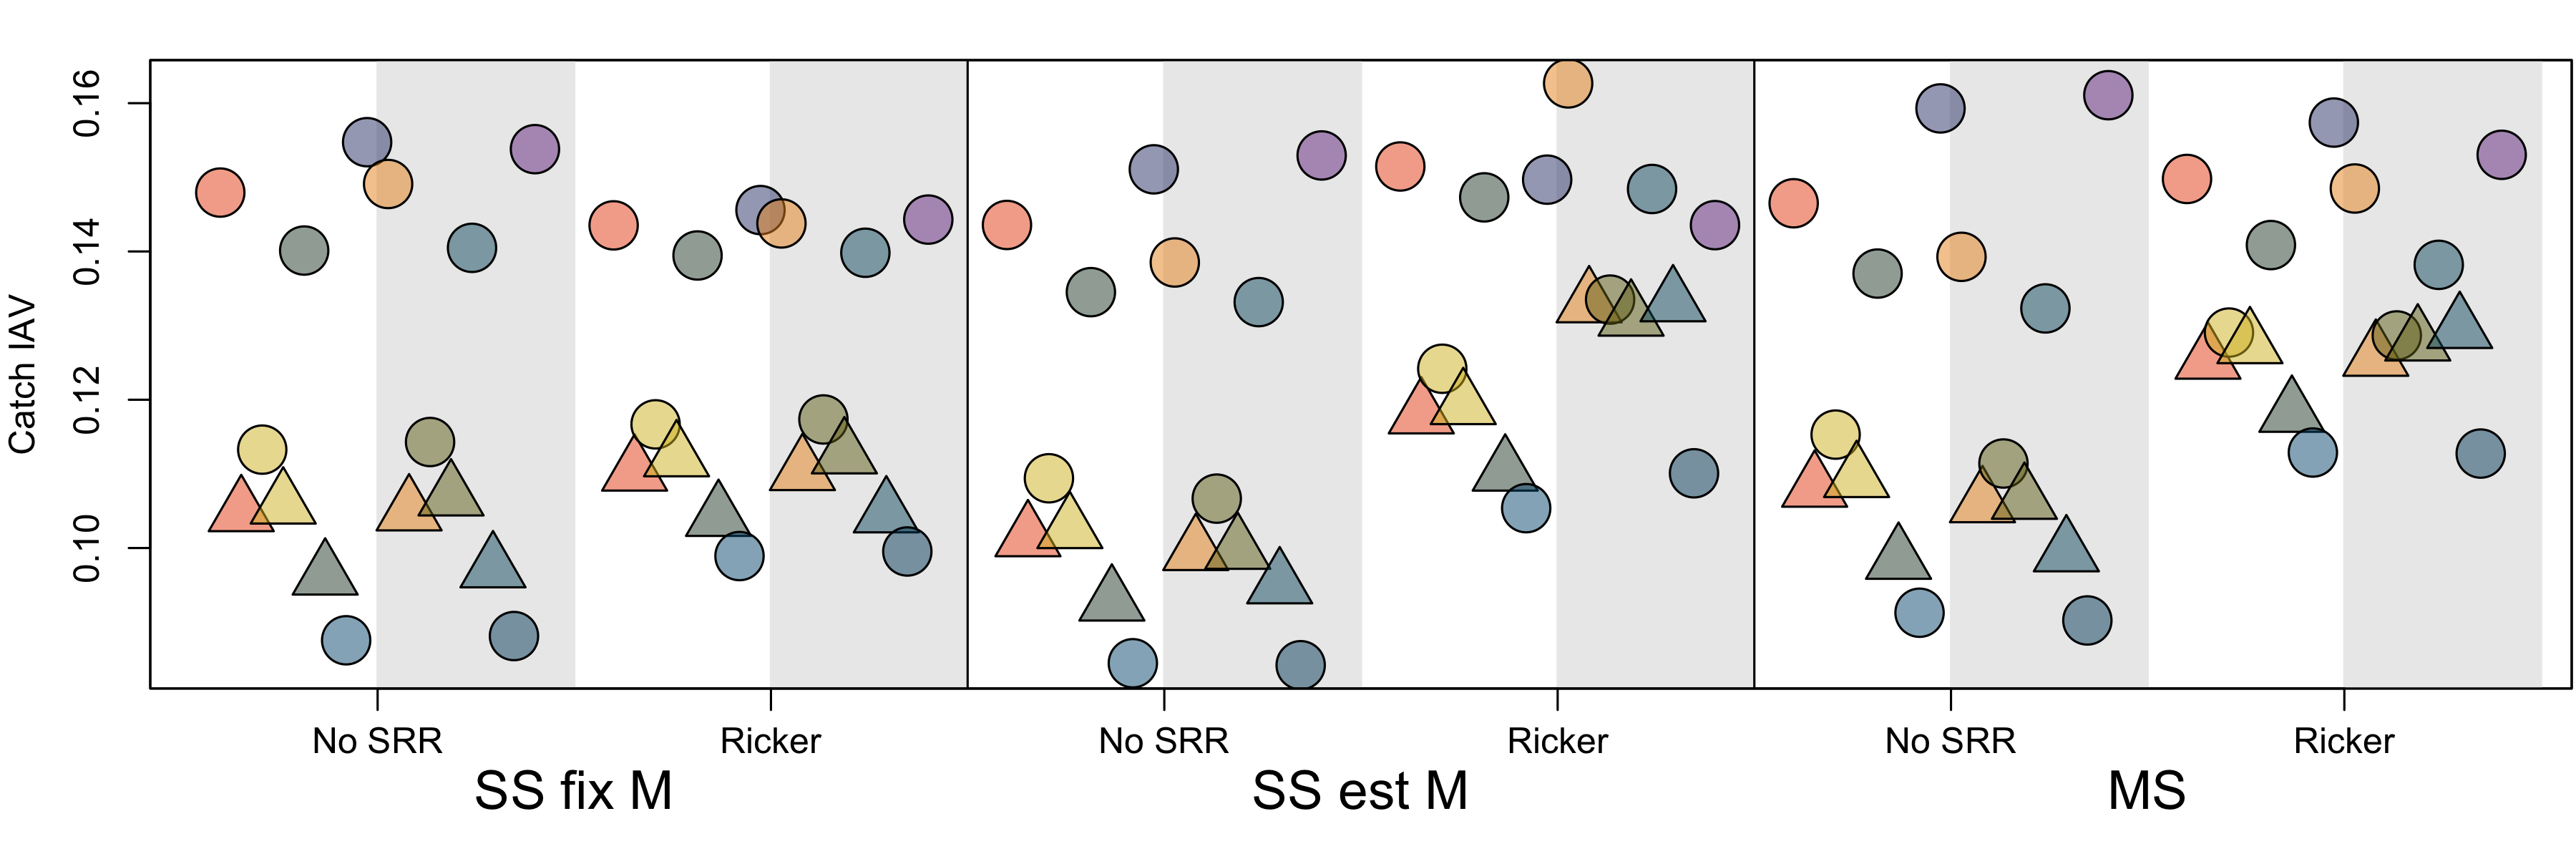 Catch IAV
0.16
0.14
0.12
0.10
No SRR Ricker No SRR Ricker No SRR Ricker
SS fix M SS est M MS